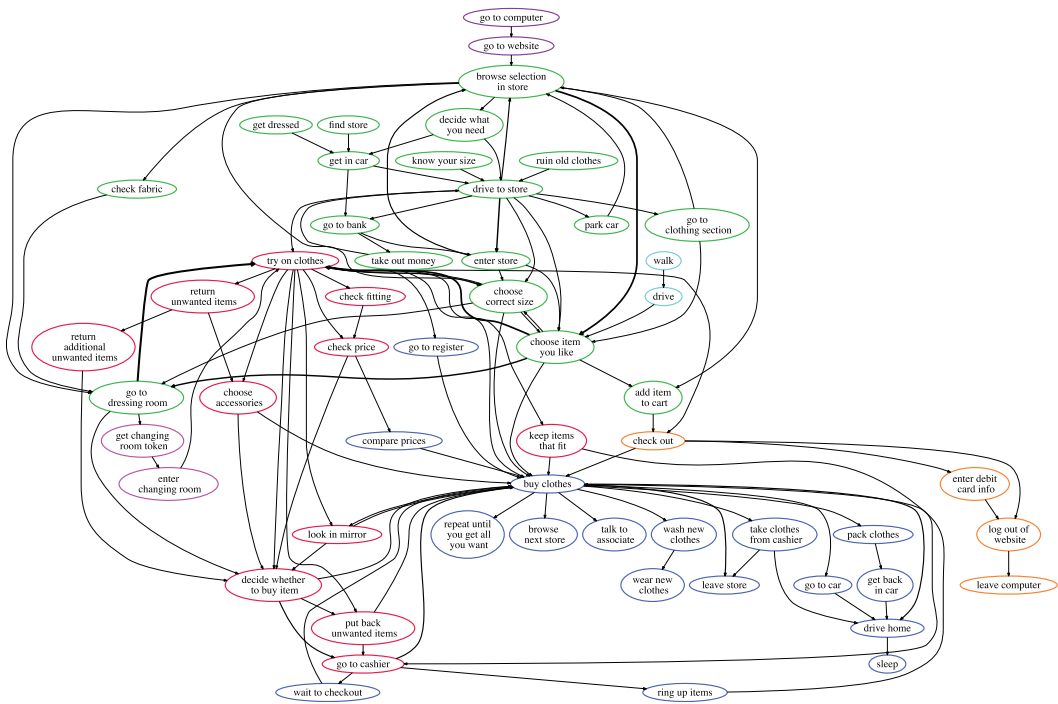 go to computer
go to website
browse selection
in store
get dressed
find store
decide what
you need
get in car
know your size
ruin old clothes
check fabric
drive to store
go to bank
park car
go to
clothing section
try on clothes
take out money
enter store
walk
return
unwanted items
check fitting
choose
correct size
drive
return
additional
unwanted items
check price
go to register
choose item
you like
go to
dressing room
choose
accessories
add item
to cart
get changing
room token
compare prices
keep items
that fit
check out
enter
changing room
buy clothes
enter debit
card info
look in mirror
repeat until
you get all
you want
browse
next store
talk to
associate
wash new
clothes
take clothes
from cashier
pack clothes
log out of
website
decide whether
to buy item
wear new
clothes
leave store
go to car
get back
in car
leave computer
put back
unwanted items
drive home
go to cashier
sleep
wait to checkout
ring up items